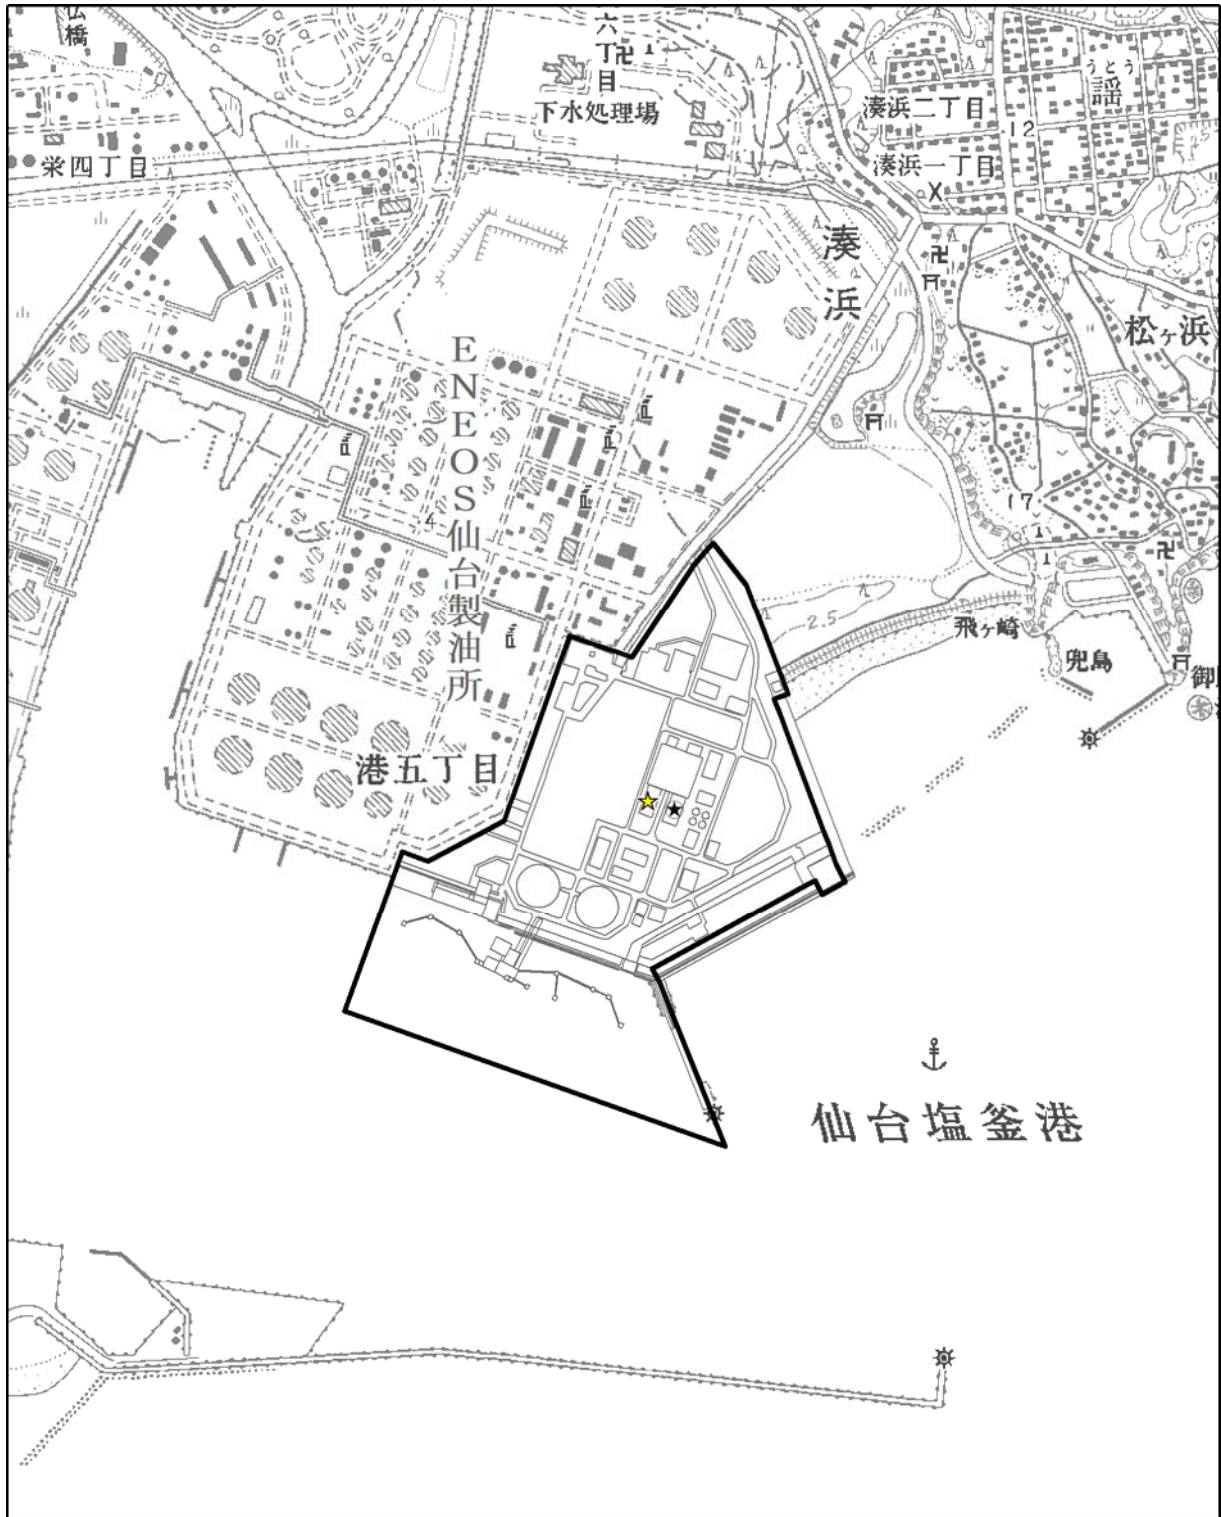 仏橋
六丁目
下水処理場
うとう
謡
湊浜二丁目
12
栄四丁目
湊浜一丁目
湊浜
松ヶ浜
ENEOS仙台製油所
4
17
2.5
飛ヶ崎
兜島
御
港五丁目
仙台塩釜港